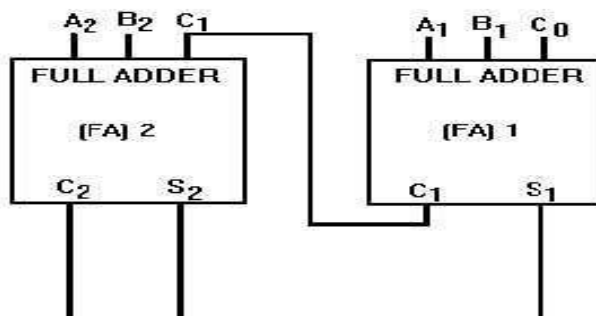 A₂ B₂ C₁ A₁ B₁ C₀
FULL ADDER FULL ADDER
(FA) 2 (FA) 1
C₂ S₂ C₁ S₁